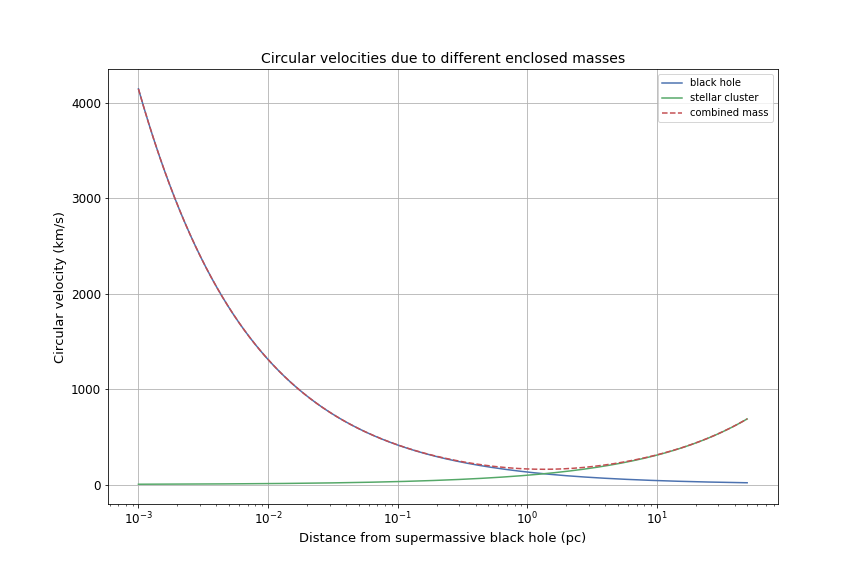 Circular velocities due to different enclosed masses
black hole
stellar cluster
combined mass
Circular velocity (km/s)
4000
3000
2000
1000
0
10⁻³ 10⁻² 10⁻¹ 10⁰ 10¹
Distance from supermassive black hole (pc)